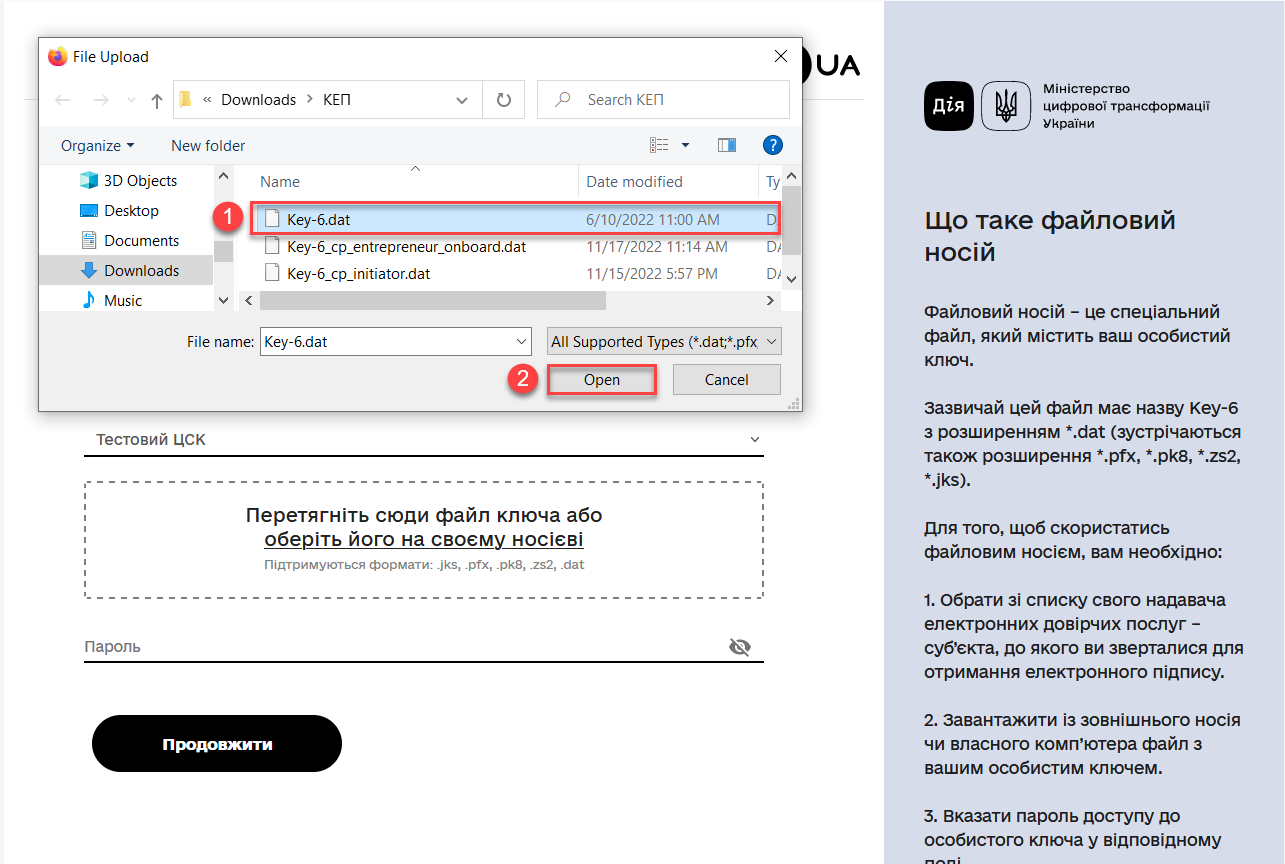 File Upload
UA
« Downloads > КЕП
Search КЕП
Organize
New folder
?
3D Objects
Desktop
Documents
Downloads
Music
Name
Date modified
Ty
1
Key-6.dat
6/10/2022 11:00 AM
Key-6_cp_entrepreneur_onboard.dat
11/17/2022 11:14 AM
Key-6_cp_initiator.dat
11/15/2022 5:57 PM
File name:
Key-6.dat
All Supported Types (*.dat;*.pfx,
2
Open
Cancel
Тестовий ЦСК
Перетягніть сюди файл ключа або
оберіть його на своєму носієві
Підтримуються формати: .jks, .pfx, .pk8, .zs2, .dat
Пароль
Продовжити
Дія
Міністерство
цифрової трансформації
України
Що таке файловий
носій
Файловий носій – це спеціальний
файл, який містить ваш особистий
ключ.
Зазвичай цей файл має назву Key-6
з розширенням *.dat (зустрічаються
також розширення *.pfx, *.pk8, *.zs2,
*.jks).
Для того, щоб скористатись
файловим носієм, вам необхідно:
1. Обрати зі списку свого надавача
електронних довірчих послуг –
суб’єкта, до якого ви зверталися для
отримання електронного підпису.
2. Завантажити із зовнішнього носія
чи власного комп’ютера файл з
вашим особистим ключем.
3. Вказати пароль доступу до
особистого ключа у відповідному